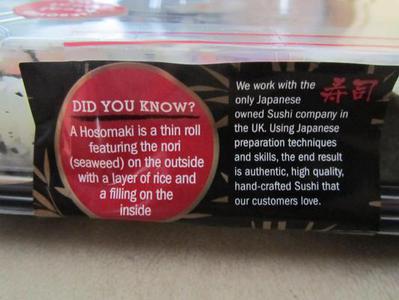 DID YOU KNOW?
A Hosomaki is a thin roll
featuring the nori
(seaweed) on the outside
with a layer of rice and
a filling on the
inside
We work with the
only Japanese
owned Sushi company in
the UK. Using Japanese
preparation techniques
and skills, the end result
is authentic, high quality,
hand-crafted Sushi that
our customers love.
寿司